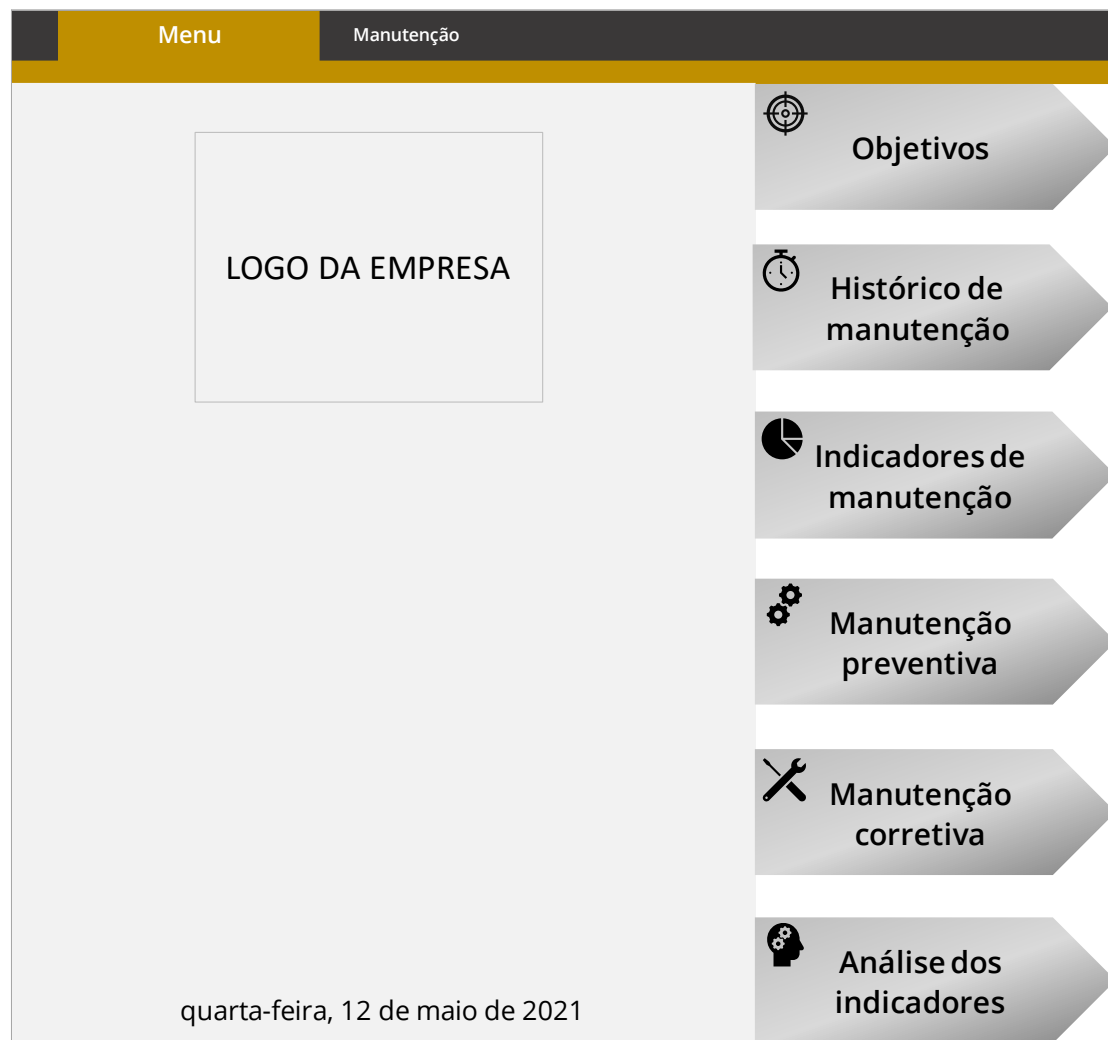 Menu
Manutenção
Objetivos
LOGO DA EMPRESA
Histórico de
manutenção
Indicadores de
manutenção
Manutenção
preventiva
Manutenção
corretiva
Análise dos
indicadores
quarta-feira, 12 de maio de 2021